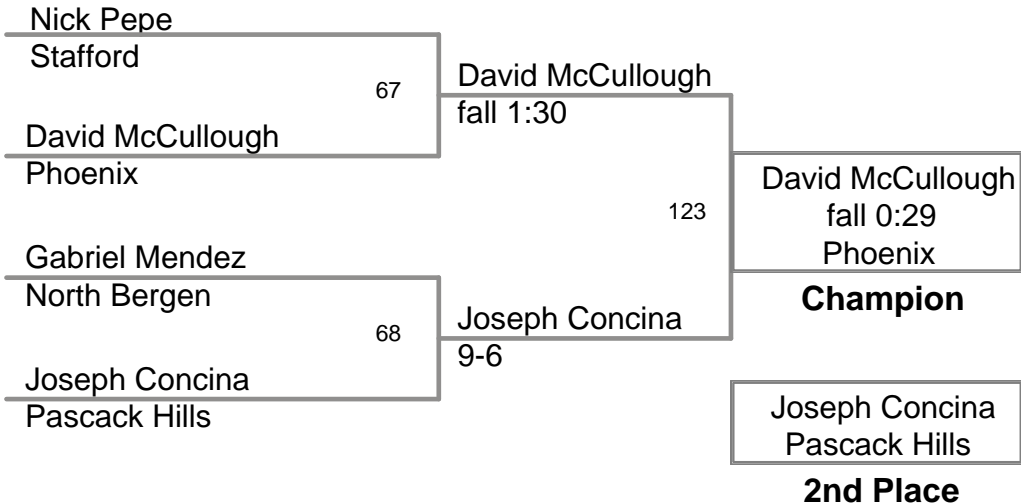 Nick Pepe
Stafford
67
David McCullough
Phoenix
David McCullough
fall 1:30
Gabriel Mendez
North Bergen
68
Joseph Concina
Pascack Hills
Joseph Concina
9-6
123
David McCullough
fall 0:29
Phoenix
Champion
Joseph Concina
Pascack Hills
2nd Place